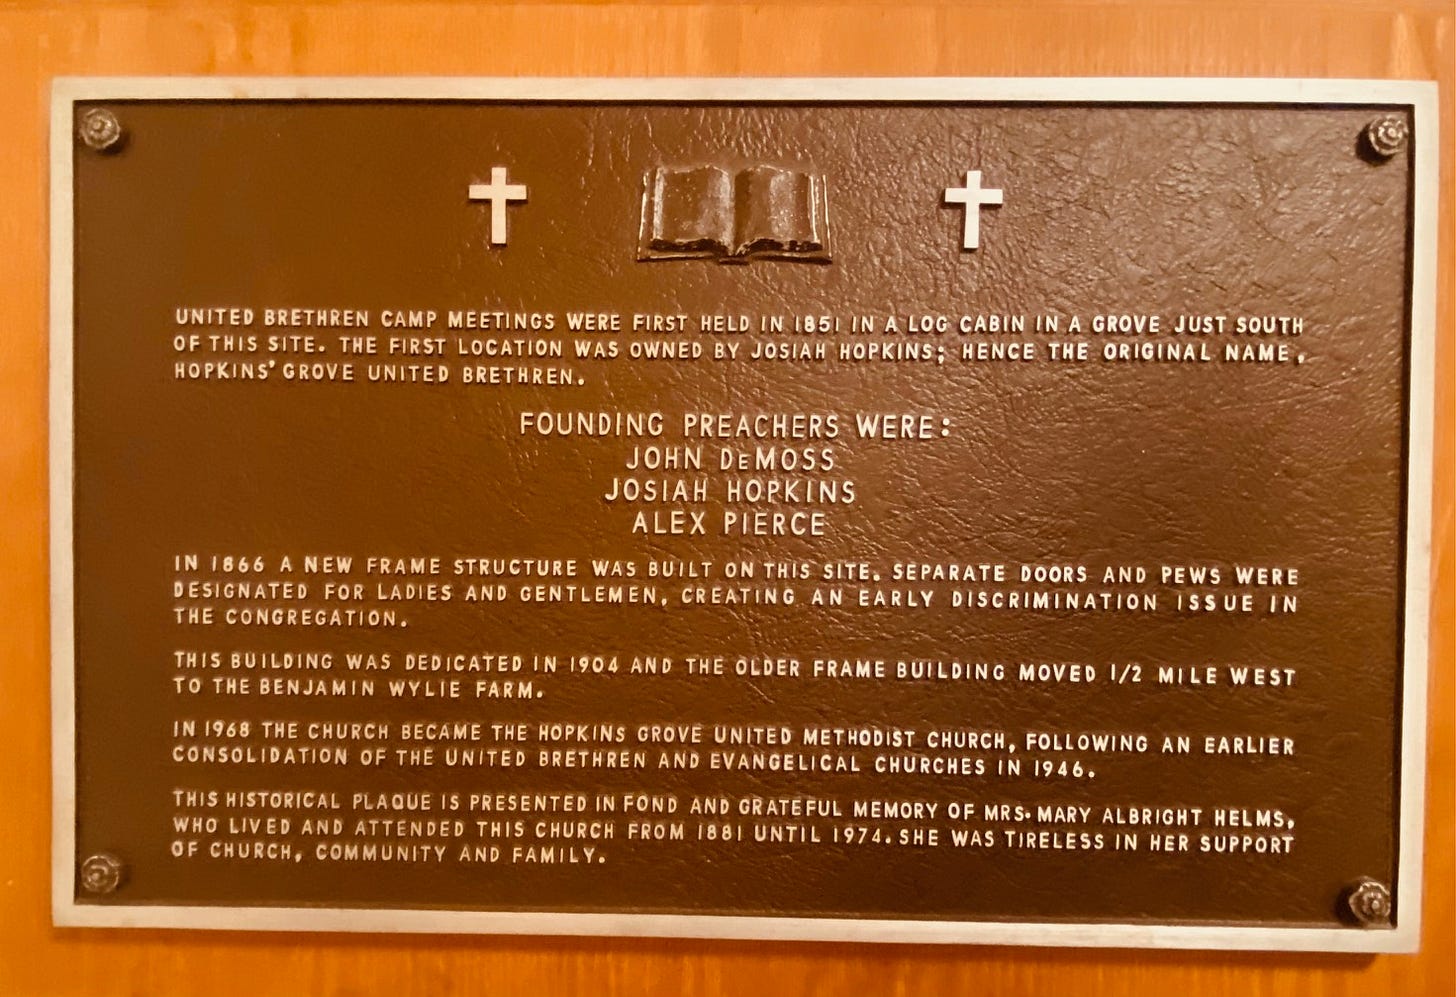 UNITED BRETHREN CAMP MEETINGS WERE FIRST HELD IN 1851 IN A LOG CABIN IN A GROVE JUST SOUTH
OF THIS SITE. THE FIRST LOCATION WAS OWNED BY JOSIAH HOPKINS; HENCE THE ORIGINAL NAME,
HOPKINS' GROVE UNITED BRETHREN.
FOUNDING PREACHERS WERE:
JOHN DeMOSS
JOSIAH HOPKINS
ALEX PIERCE
IN 1866 A NEW FRAME STRUCTURE WAS BUILT ON THIS SITE. SEPARATE DOORS AND PEWS WERE
DESIGNATED FOR LADIES AND GENTLEMEN, CREATING AN EARLY DISCRIMINATION ISSUE IN
THE CONGREGATION.
THIS BUILDING WAS DEDICATED IN 1904 AND THE OLDER FRAME BUILDING MOVED 1/2 MILE WEST
TO THE BENJAMIN WYLIE FARM.
IN 1968 THE CHURCH BECAME THE HOPKINS GROVE UNITED METHODIST CHURCH, FOLLOWING AN EARLIER
CONSOLIDATION OF THE UNITED BRETHREN AND EVANGELICAL CHURCHES IN 1946.
THIS HISTORICAL PLAQUE IS PRESENTED IN FOND AND GRATEFUL MEMORY OF MRS. MARY ALBRIGHT HELMS,
WHO LIVED AND ATTENDED THIS CHURCH FROM 1881 UNTIL 1974. SHE WAS TIRELESS IN HER SUPPORT
OF CHURCH, COMMUNITY AND FAMILY.